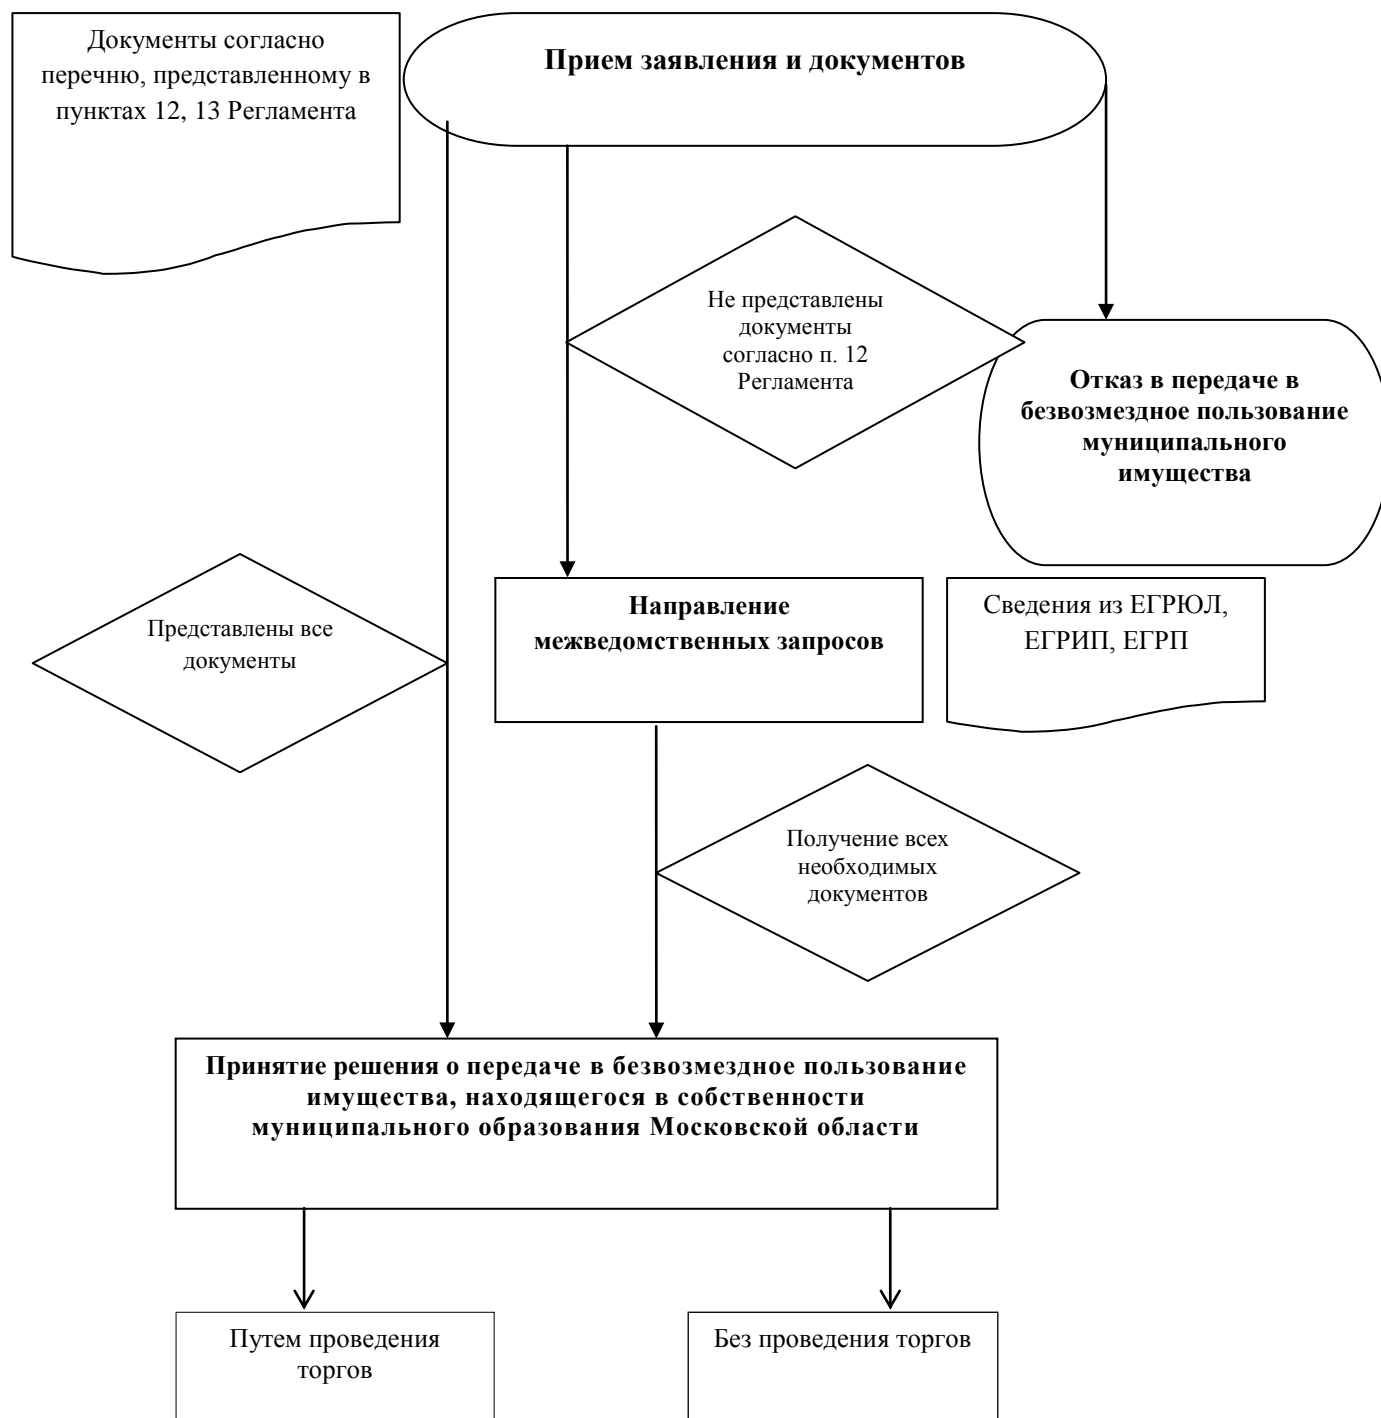 Документы согласно
перечню, представленному в
пунктах 12, 13 Регламента
Прием заявления и документов
Не представлены
документы
согласно п. 12
Регламента
Отказ в передаче в
безвозмездное пользование
муниципального
имущества
Представлены все
документы
Направление
межведомственных запросов
Сведения из ЕГРЮЛ,
ЕГРИП, ЕГРП
Получение всех
необходимых
документов
Принятие решения о передаче в безвозмездное пользование
имущества, находящегося в собственности
муниципального образования Московской области
Путем проведения
торгов
Без проведения торгов